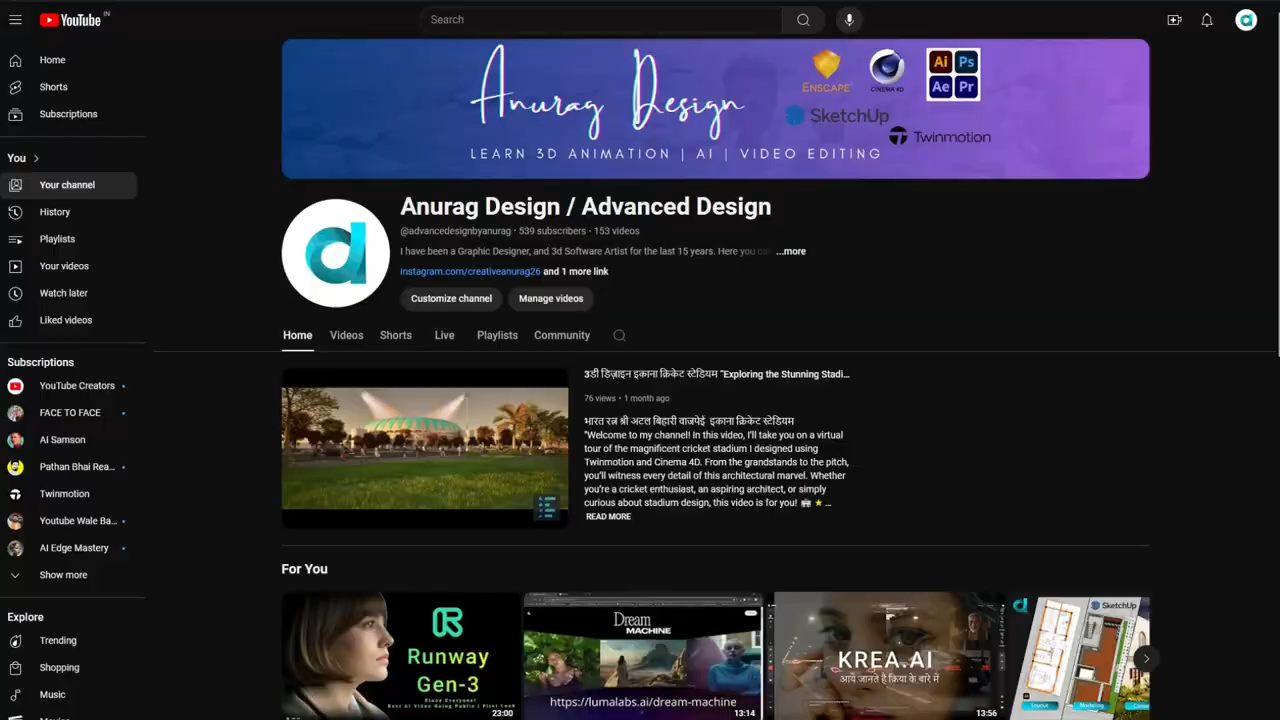 YouTube IN
Search
Home
Shorts
Subscriptions
You
Your channel
History
Playlists
Your videos
Watch later
Liked videos
Subscriptions
YouTube Creators
FACE TO FACE
AI Samson
Pathan Bhai Rea...
Twinmotion
Youtube Wale Ba...
AI Edge Mastery
Show more
Explore
Trending
Shopping
Music
Anurag Design
LEARN 3D ANIMATION | AI | VIDEO EDITING
ENSCAPE
CINEMA 4D
Ai Ps
Ae Pr
SketchUp
Twinmotion
Anurag Design / Advanced Design
@advancedesignbyanurag · 539 subscribers · 153 videos
I have been a Graphic Designer, and 3d Software Artist for the last 15 years. Here you ca ...more
instagram.com/creativeanurag26 and 1 more link
Customize channel Manage videos
Home Videos Shorts Live Playlists Community
3डी डिज़ाइन इकाना क्रिकेट स्टेडियम "Exploring the Stunning Stadi...
76 views • 1 month ago
भारत रत्न श्री अटल बिहारी वाजपेई इकाना क्रिकेट स्टेडियम
"Welcome to my channel! In this video, I'll take you on a virtual
tour of the magnificent cricket stadium I designed using
Twinmotion and Cinema 4D. From the grandstands to the pitch,
you'll witness every detail of this architectural marvel. Whether
you're a cricket enthusiast, an aspiring architect, or simply
curious about stadium design, this video is for you! 🏟 ★ ...
READ MORE
For You
Runway
Gen-3
23:00
Dream
MACHINE
https://lumalabs.ai/dream-machine
13:14
KREA.AI
आये जानते है क्रिया के बारे में
13:56
SketchUp
Layout
Modeling